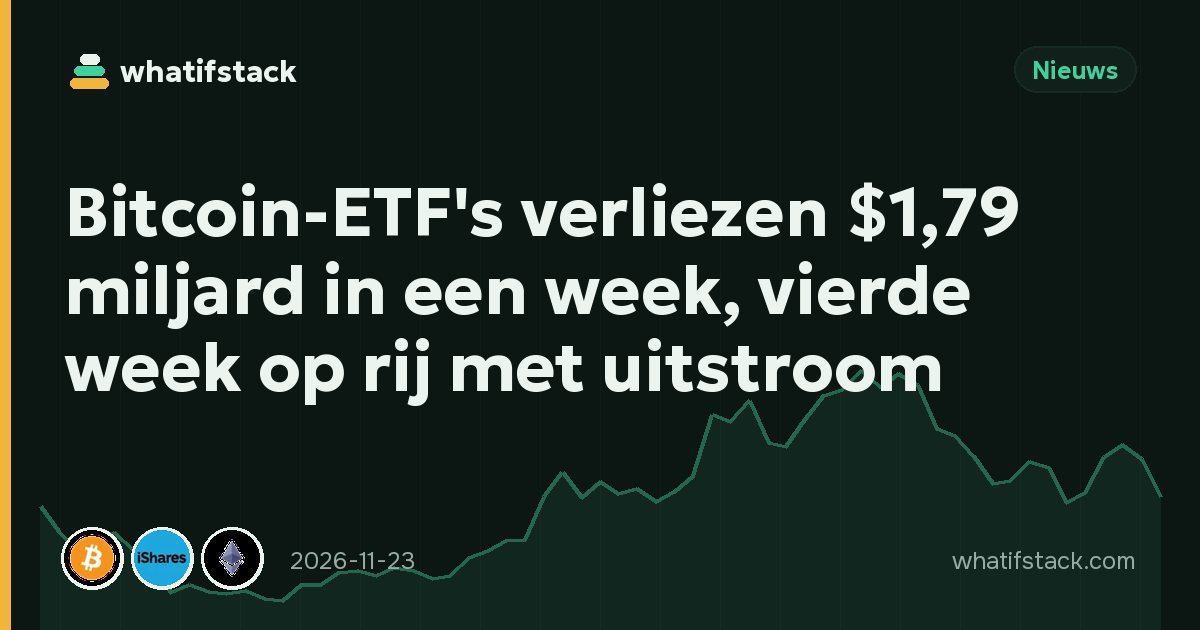 whatifstack
Nieuws
Bitcoin-ETF's verliezen $1,79
miljard in een week, vierde
week op rij met uitstroom
iShares
2026-11-23
whatifstack.com